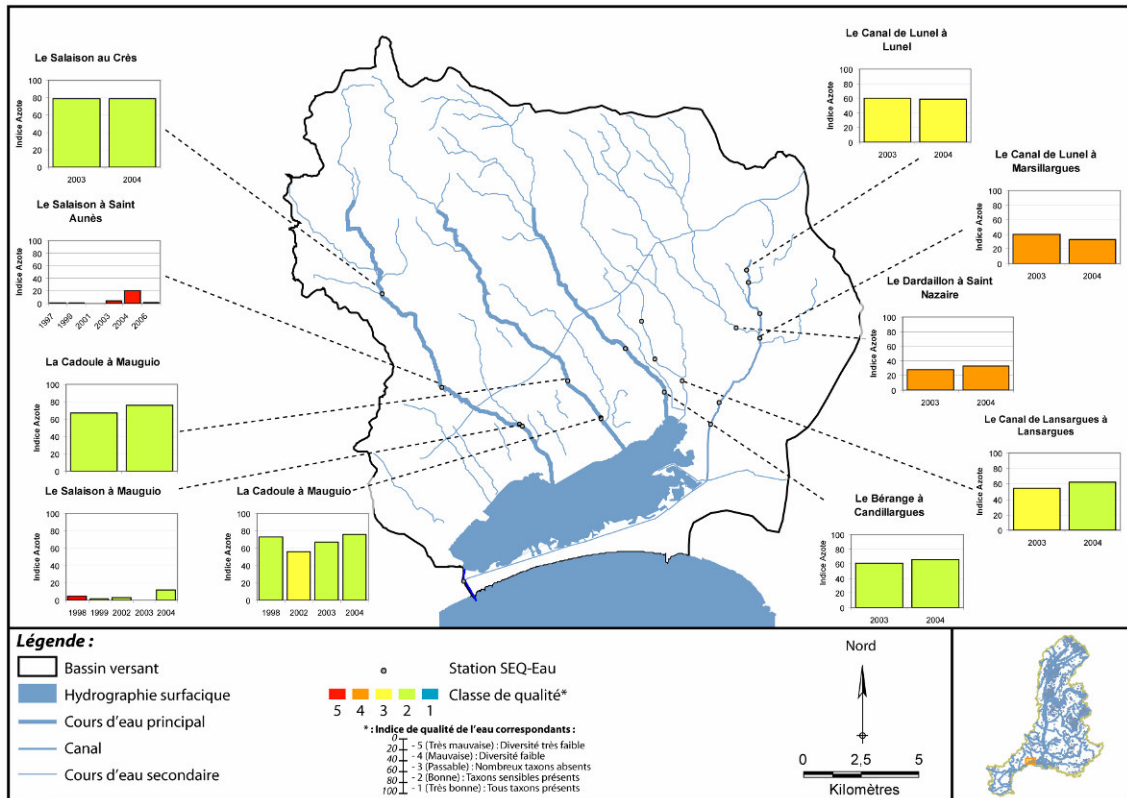 Le Salaison au Crès
Indice Azote
100
80
60
40
20
0
2003 2004
Le Salaison à Saint
Aunès
Indice Azote
100
80
60
40
20
0
1997 1999 2001 2003 2004 2006
La Cadoule à Mauguio
Indice Azote
100
80
60
40
20
0
2003 2004
Le Salaison à Mauguio
Indice Azote
100
80
60
40
20
0
1998 1999 2002 2003 2004
La Cadoule à Mauguio
Indice Azote
100
80
60
40
20
0
1998 2002 2003 2004
Le Canal de Lunel à
Lunel
Indice Azote
100
80
60
40
20
0
2003 2004
Le Canal de Lunel à
Marsillargues
Indice Azote
100
80
60
40
20
0
2003 2004
Le Dardaillon à Saint
Nazaire
Indice Azote
100
80
60
40
20
0
2003 2004
Le Canal de Lansargues à
Lansargues
Indice Azote
100
80
60
40
20
0
2003 2004
Le Bérange à
Candillargues
Indice Azote
100
80
60
40
20
0
2003 2004
Légende :
Bassin versant
Hydrographie surfacique
Cours d'eau principal
Canal
Cours d'eau secondaire
Station SEQ-Eau
Classe de qualité*
5 4 3 2 1
* : Indice de qualité de l'eau correspondants :
0
20 - 5 (Très mauvaise) : Diversité très faible
40 - 4 (Mauvaise) : Diversité faible
60 - 3 (Passable) : Nombreux taxons absents
80 - 2 (Bonne) : Taxons sensibles présents
100 - 1 (Très bonne) : Tous taxons présents
Nord
0 2,5 5
Kilomètres